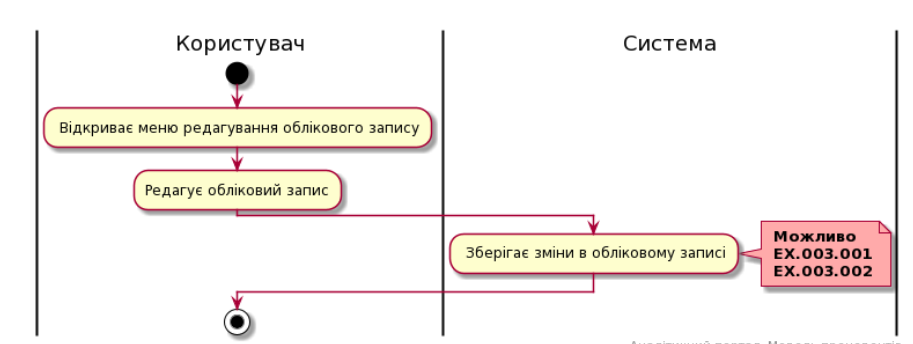 Користувач
Система
Відкриває меню редагування облікового запису
Редагує обліковий запис
Зберігає зміни в обліковому записі
Можливо
EX.003.001
EX.003.002